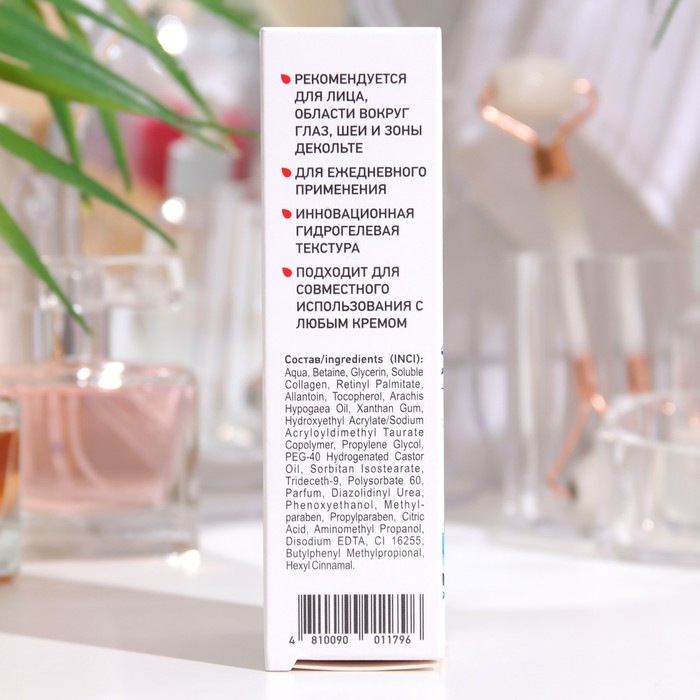 РЕКОМЕНДУЕТСЯ
ДЛЯ ЛИЦА,
ОБЛАСТИ ВОКРУГ
ГЛАЗ, ШЕИ И ЗОНЫ
ДЕКОЛЬТЕ
ДЛЯ ЕЖЕДНЕВНОГО
ПРИМЕНЕНИЯ
ИННОВАЦИОННАЯ
ГИДРОГЕЛЕВАЯ
ТЕКСТУРА
ПОДХОДИТ ДЛЯ
СОВМЕСТНОГО
ИСПОЛЬЗОВАНИЯ С
ЛЮБЫМ КРЕМОМ
Состав/ingredients (INCI):
Aqua, Betaine, Glycerin, Soluble
Collagen, Retinyl Palmitate,
Allantoin, Tocopherol, Arachis
Hypogaea Oil, Xanthan Gum,
Hydroxyethyl Acrylate/Sodium
Acryloyldimethyl Taurate
Copolymer, Propylene Glycol,
PEG-40 Hydrogenated Castor
Oil, Sorbitan Isostearate,
Trideceth-9, Polysorbate 60,
Parfum, Diazolidinyl Urea,
Phenoxyethanol, Methyl-
paraben, Propylparaben, Citric
Acid, Aminomethyl Propanol,
Disodium EDTA, CI 16255,
Butylphenyl Methylpropional,
Hexyl Cinnamal.
4 810090 011796